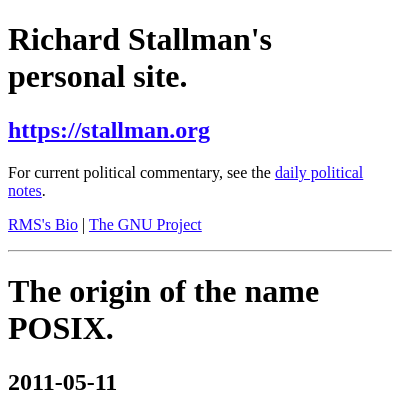 Richard Stallman's
personal site.
https://stallman.org
For current political commentary, see the daily political
notes.
RMS's Bio | The GNU Project
The origin of the name
POSIX.
2011-05-11